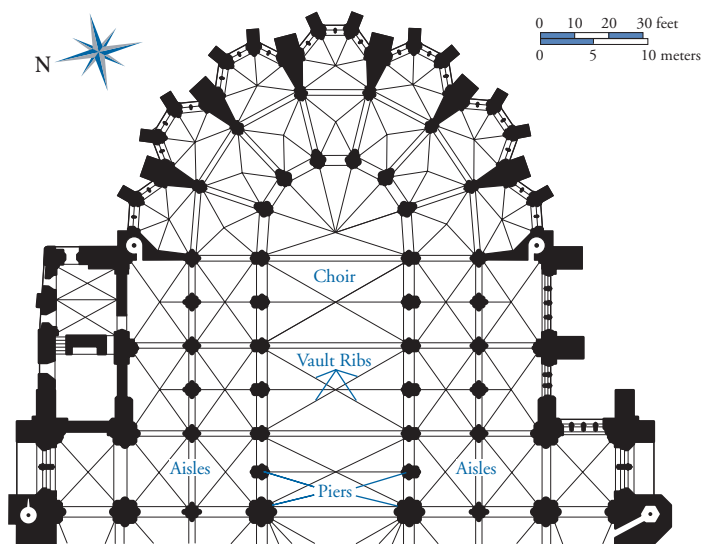 N
0 10 20 30 feet
0 5 10 meters
Choir
Vault Ribs
Aisles
Aisles
Piers